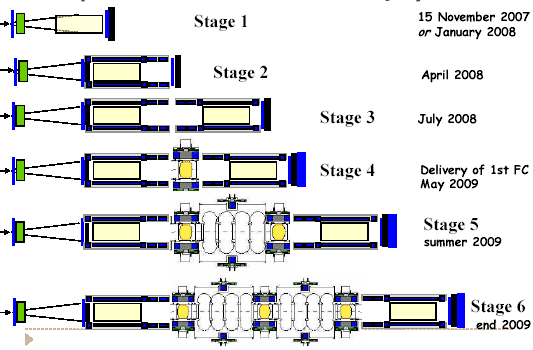 Stage 1
15 November 2007
or January 2008
Stage 2
April 2008
Stage 3
July 2008
Stage 4
Delivery of 1st FC
May 2009
Stage 5
summer 2009
Stage 6
end 2009